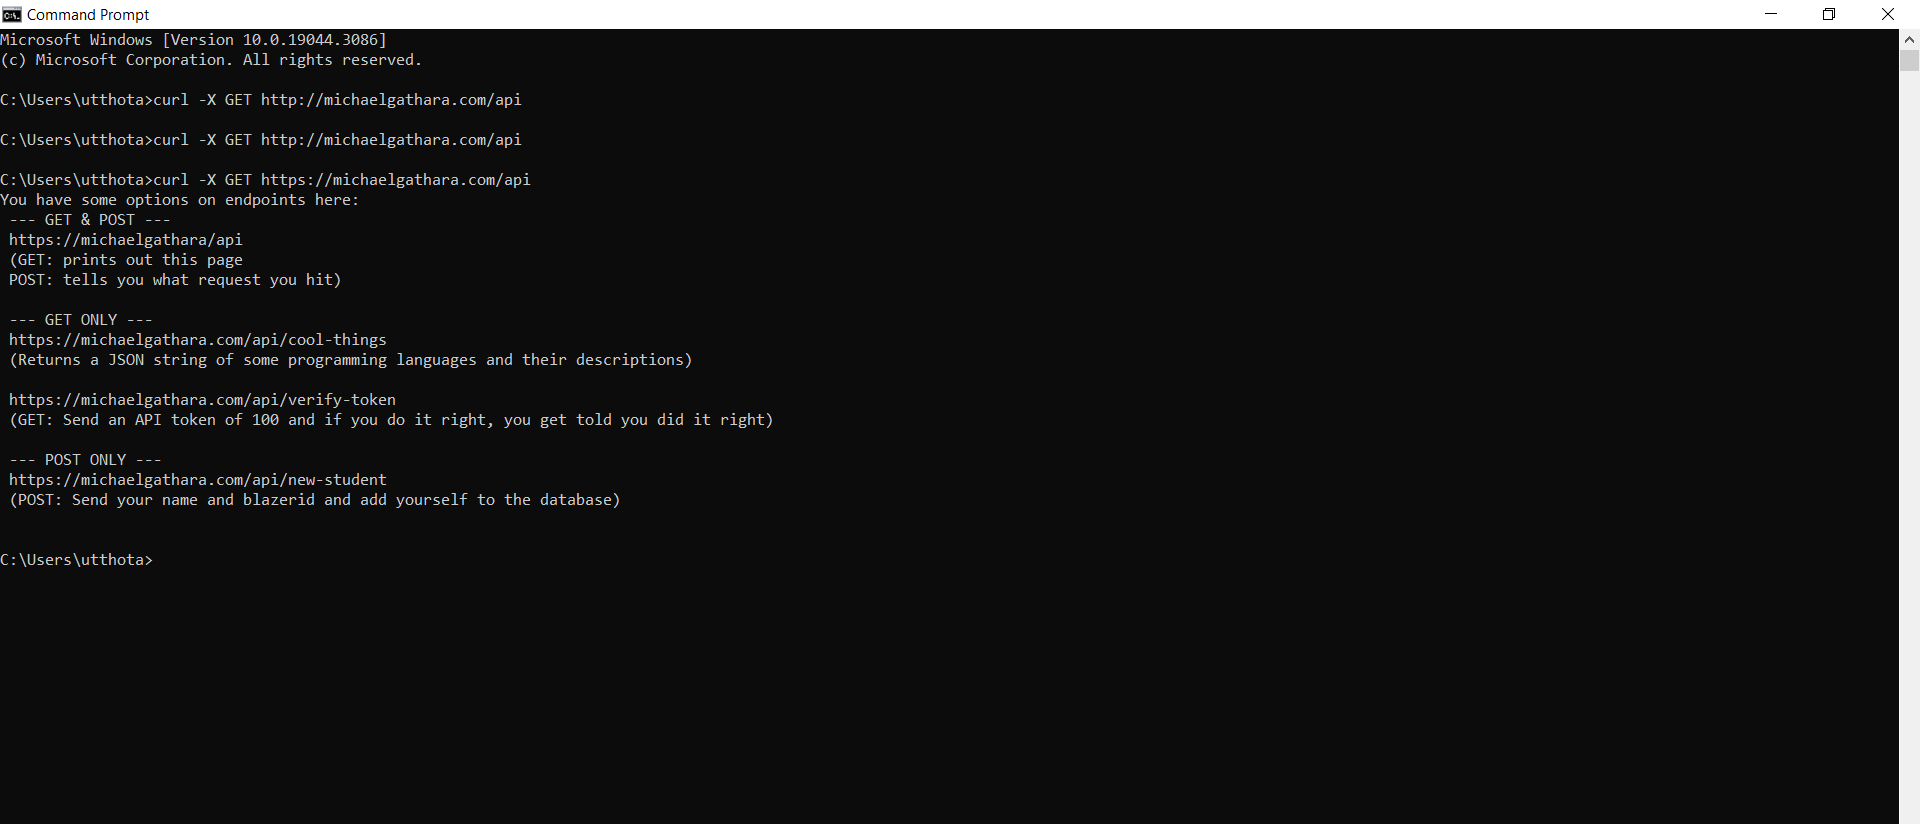 Command Prompt
Microsoft Windows [Version 10.0.19044.3086]
(c) Microsoft Corporation. All rights reserved.
C:\Users\utthota>curl -X GET http://michaelgathara.com/api
C:\Users\utthota>curl -X GET http://michaelgathara.com/api
C:\Users\utthota>curl -X GET https://michaelgathara.com/api
You have some options on endpoints here:
--- GET & POST ---
https://michaelgathara/api
(GET: prints out this page
POST: tells you what request you hit)
--- GET ONLY ---
https://michaelgathara.com/api/cool-things
(Returns a JSON string of some programming languages and their descriptions)
https://michaelgathara.com/api/verify-token
(GET: Send an API token of 100 and if you do it right, you get told you did it right)
--- POST ONLY ---
https://michaelgathara.com/api/new-student
(POST: Send your name and blazerid and add yourself to the database)
C:\Users\utthota>